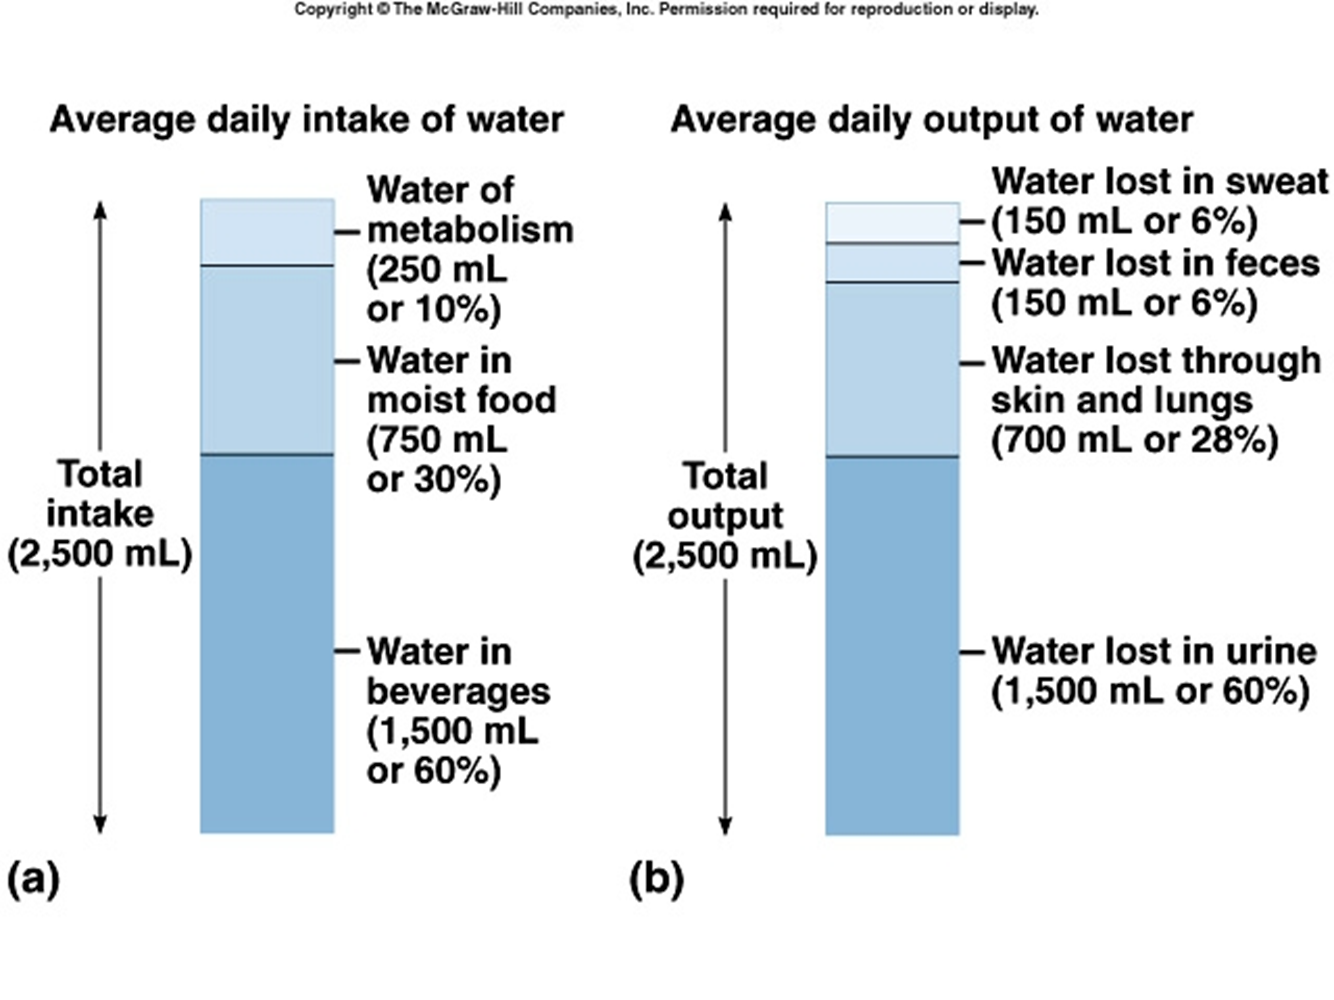 Copyright © The McGraw-Hill Companies, Inc. Permission required for reproduction or display.
Average daily intake of water
Water of
metabolism
(250 mL
or 10%)
Water in
moist food
(750 mL
or 30%)
Total
intake
(2,500 mL)
Water in
beverages
(1,500 mL
or 60%)
(a)
Average daily output of water
Water lost in sweat
(150 mL or 6%)
Water lost in feces
(150 mL or 6%)
Water lost through
skin and lungs
(700 mL or 28%)
Total
output
(2,500 mL)
Water lost in urine
(1,500 mL or 60%)
(b)